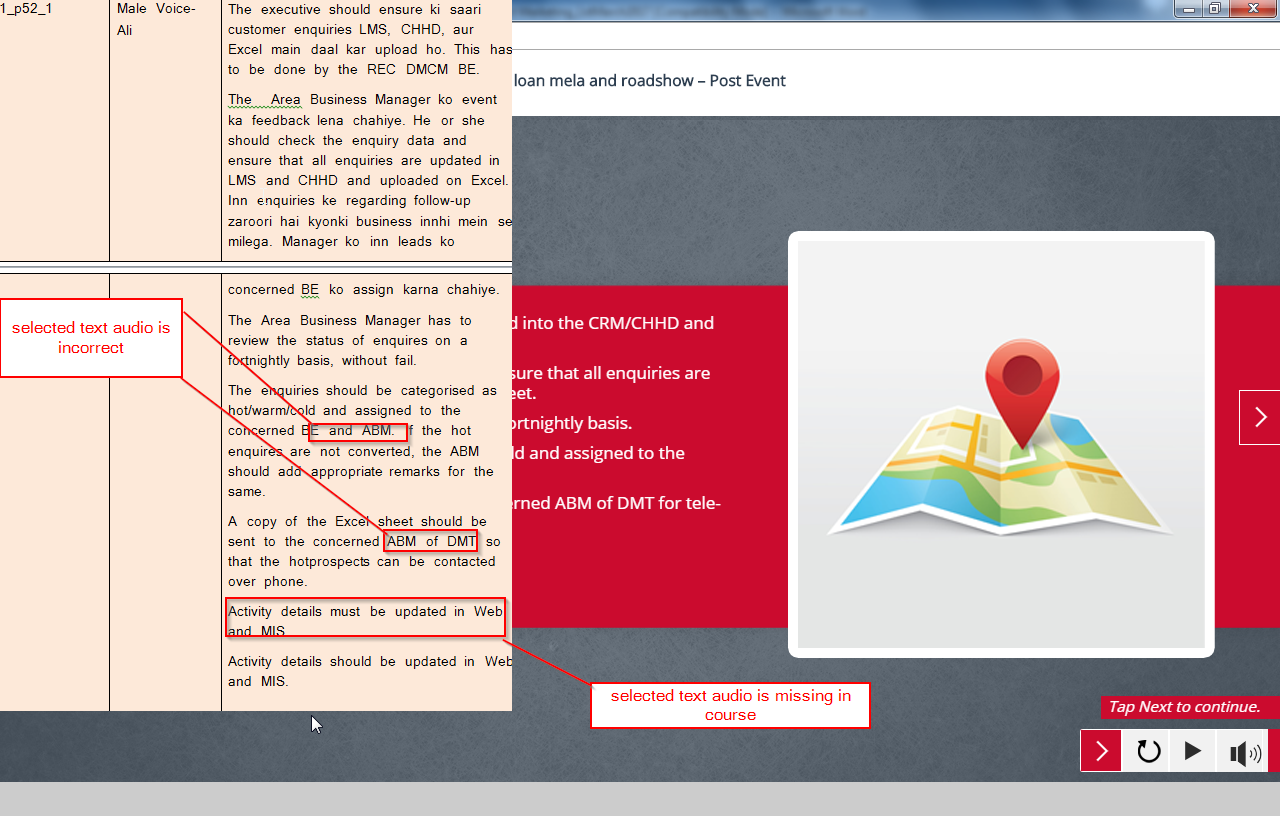 1_p52_1
Male Voice-
Ali
The executive should ensure ki saari
customer enquiries LMS, CHHD, aur
Excel main daal kar upload ho. This has
to be done by the REC DMCM BE.
The Area Business Manager ko event
ka feedback lena chahiye. He or she
should check the enquiry data and
ensure that all enquiries are updated in
LMS and CHHD and uploaded on Excel.
Inn enquiries ke regarding follow-up
zaroori hai kyonki business innhi mein se
milega. Manager ko inn leads ko
concerned BE ko assign karna chahiye.
The Area Business Manager has to
review the status of enquires on a
fortnightly basis, without fail.
The enquiries should be categorised as
hot/warm/cold and assigned to the
concerned BE and ABM. If the hot
enquires are not converted, the ABM
should add appropriate remarks for the
same.
A copy of the Excel sheet should be
sent to the concerned ABM of DMT so
that the hotprospects can be contacted
over phone.
Activity details must be updated in Web
and MIS
Activity details should be updated in Web
and MIS.
selected text audio is
incorrect
selected text audio is missing in
course
loan mela and roadshow – Post Event
d into the CRM/CHHD and
sure that all enquiries are
eet.
ortnightly basis.
ld and assigned to the
erned ABM of DMT for tele-
Tap Next to continue.